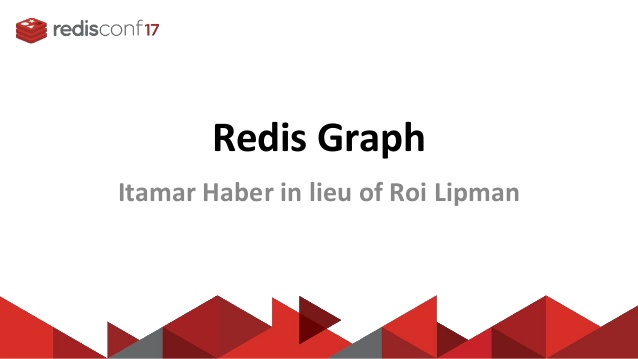 redisconf17
Redis Graph
Itamar Haber in lieu of Roi Lipman